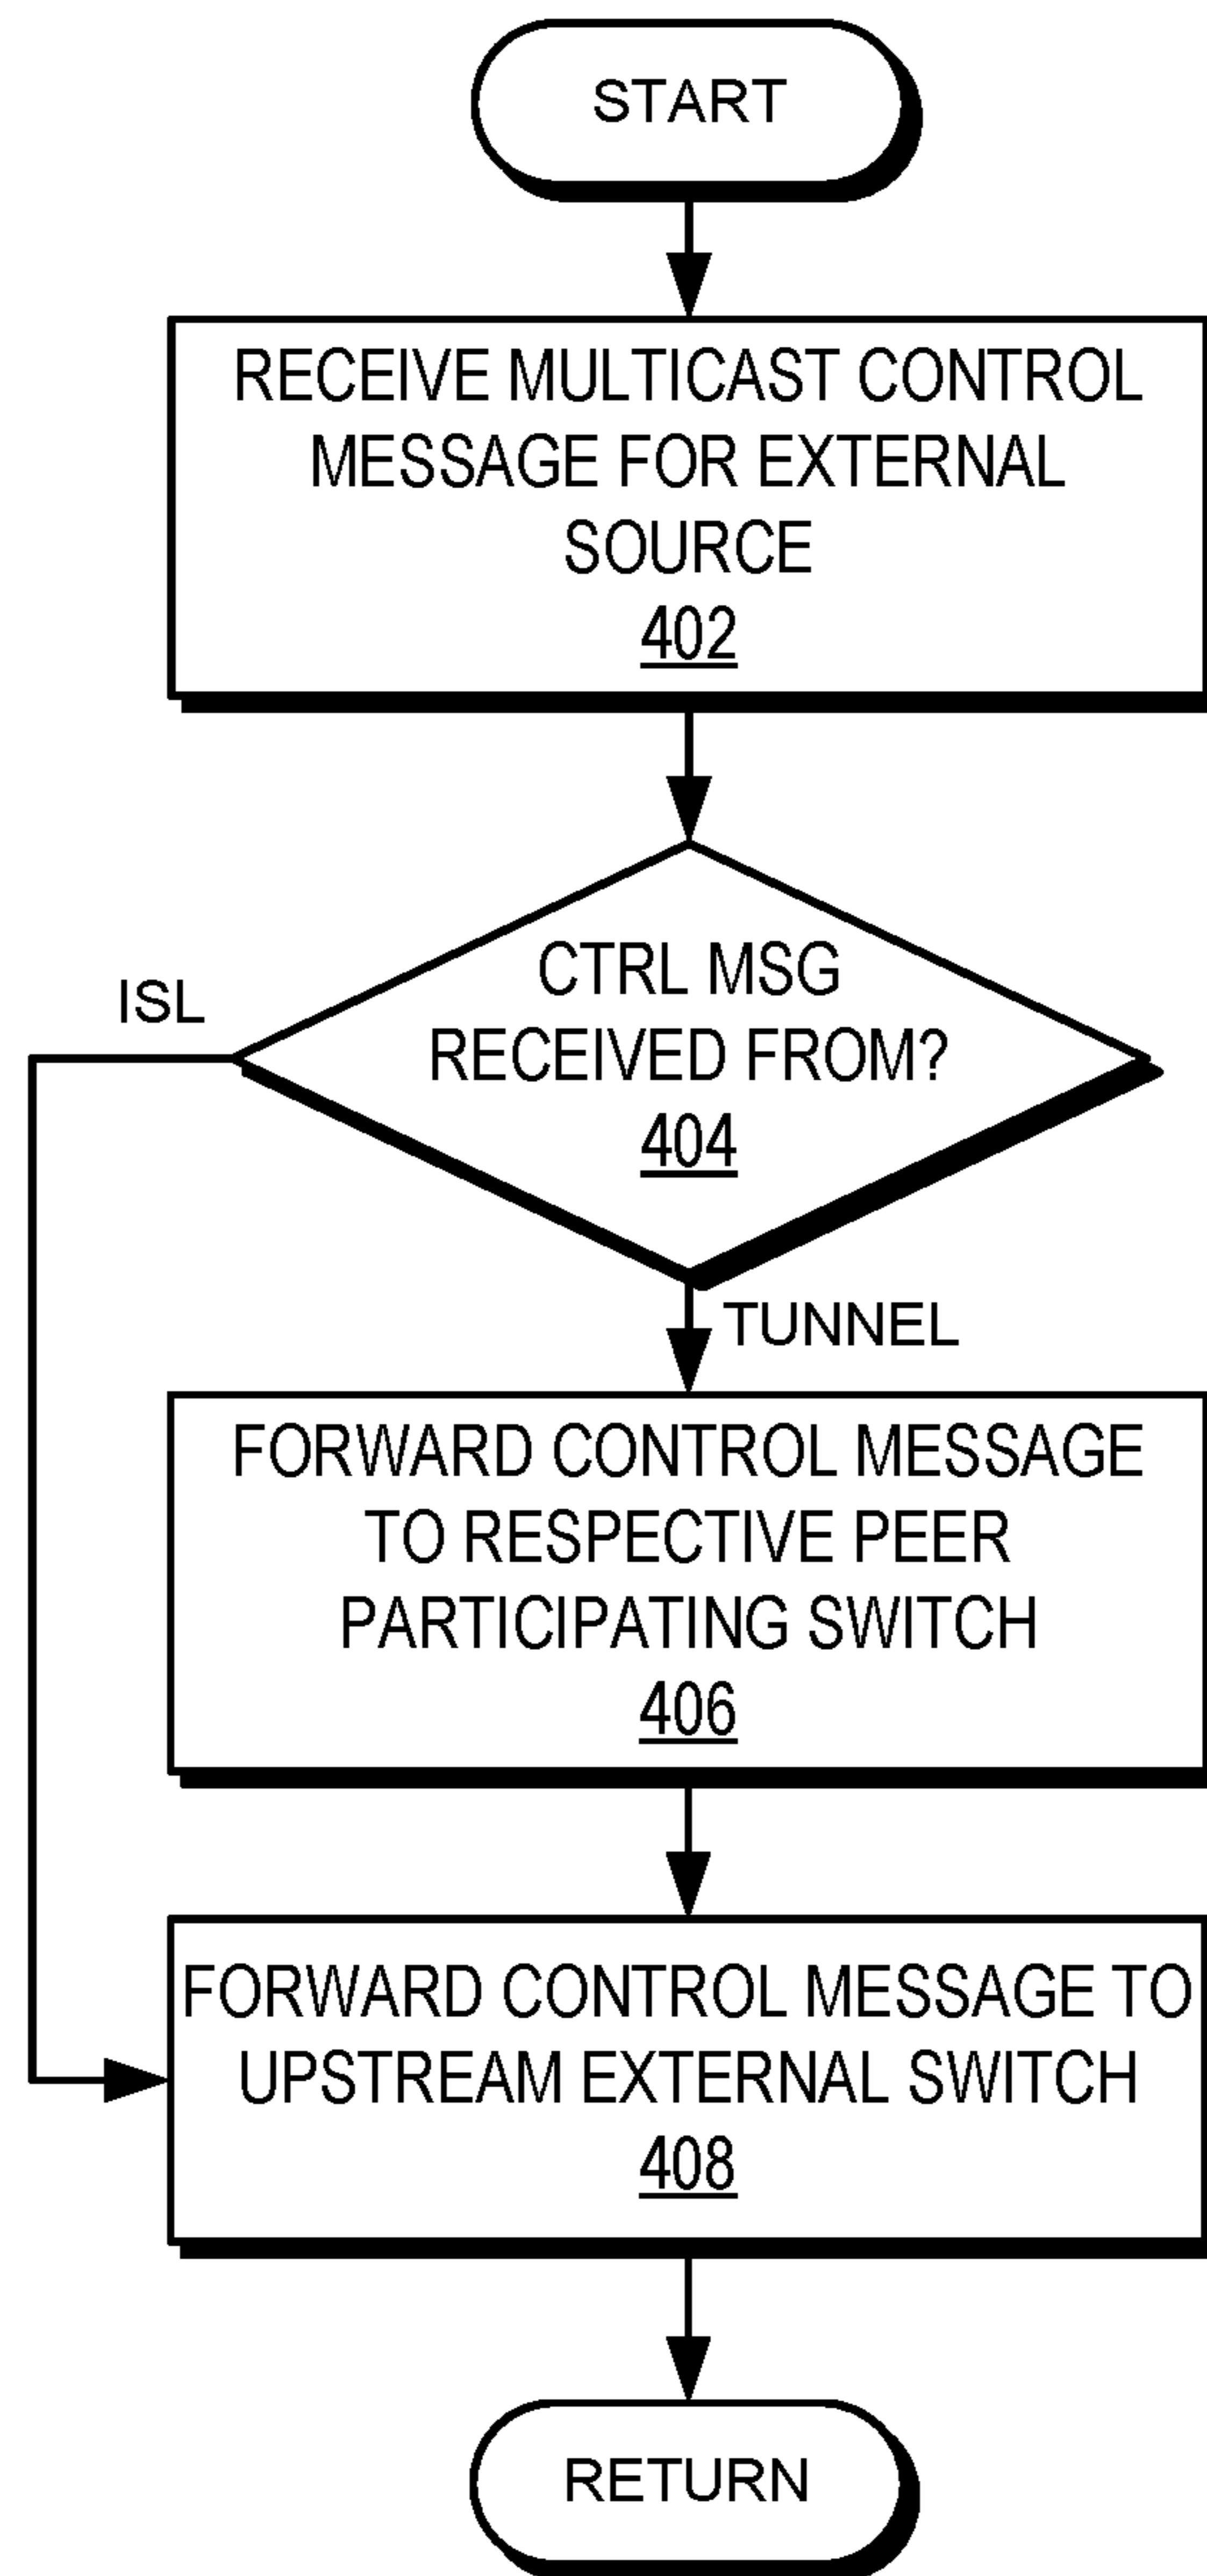 START
RECEIVE MULTICAST CONTROL
MESSAGE FOR EXTERNAL
SOURCE
402
CTRL MSG
RECEIVED FROM?
404
ISL
TUNNEL
FORWARD CONTROL MESSAGE
TO RESPECTIVE PEER
PARTICIPATING SWITCH
406
FORWARD CONTROL MESSAGE TO
UPSTREAM EXTERNAL SWITCH
408
RETURN